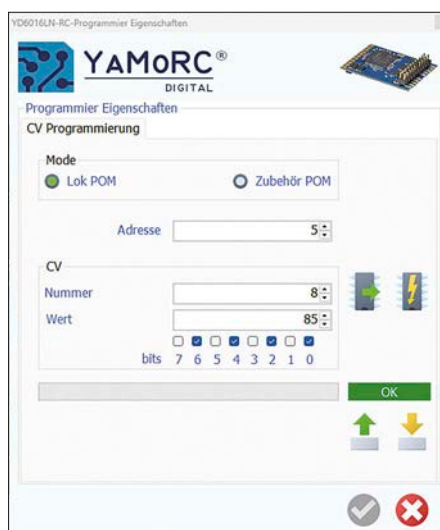 YD6016LN-RC-Programmier Eigenschaften
YAMoRC®
DIGITAL
Programmier Eigenschaften
CV Programmierung
Mode
Lok POM Zubehör POM
Adresse 5
CV
Nummer 8
Wert 85
bits 7 6 5 4 3 2 1 0
OK